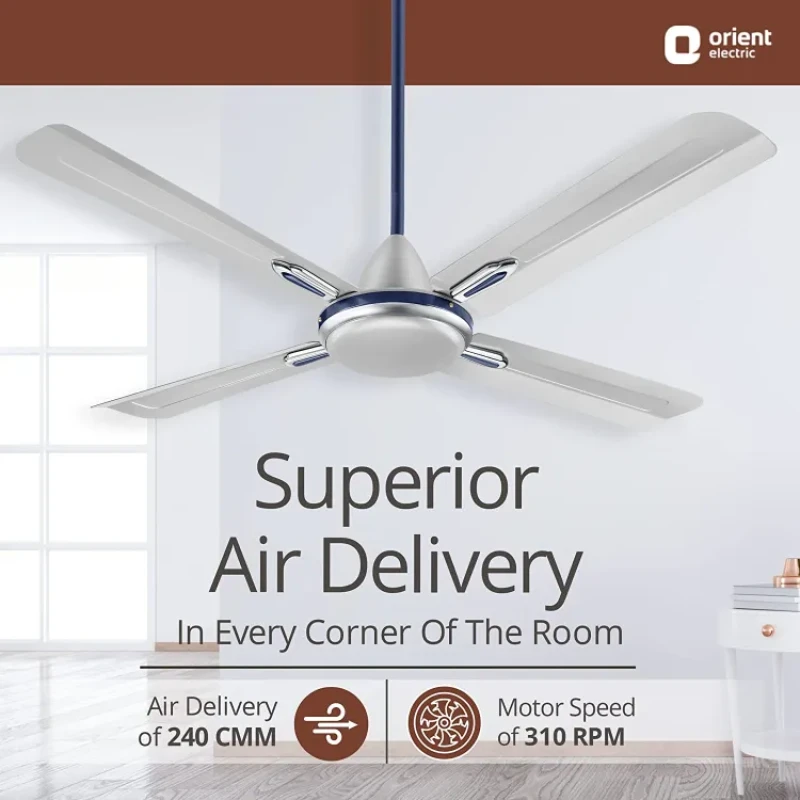 orient
electric
Superior
Air Delivery
In Every Corner Of The Room
Air Delivery
of 240 CMM
Motor Speed
of 310 RPM